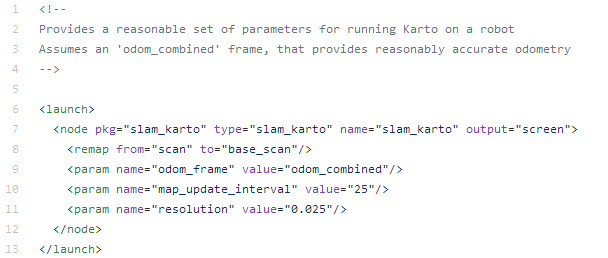 1 <!--
2 Provides a reasonable set of parameters for running Karto on a robot
3 Assumes an 'odom_combined' frame, that provides reasonably accurate odometry
4 -->
5
6 <launch>
7   <node pkg="slam_karto" type="slam_karto" name="slam_karto" output="screen">
8     <remap from="scan" to="base_scan"/>
9     <param name="odom_frame" value="odom_combined"/>
10     <param name="map_update_interval" value="25"/>
11     <param name="resolution" value="0.025"/>
12   </node>
13 </launch>